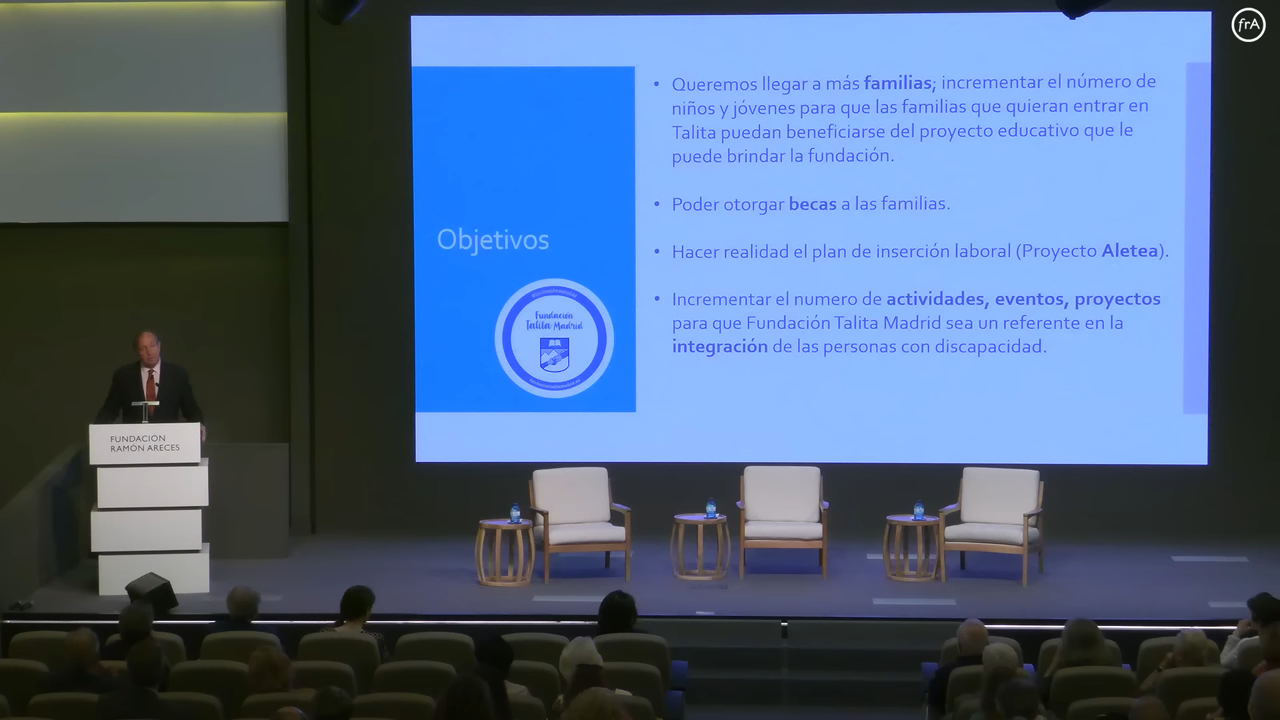 frA
Queremos llegar a más familias; incrementar el número de
niños y jóvenes para que las familias que quieran entrar en
Talita puedan beneficiarse del proyecto educativo que le
puede brindar la fundación.
Poder otorgar becas a las familias.
Objetivos
Hacer realidad el plan de inserción laboral (Proyecto Aletea).
Incrementar el numero de actividades, eventos, proyectos
para que Fundación Talita Madrid sea un referente en la
integración de las personas con discapacidad.
Fundación
Talita Madrid
FUNDACIÓN
RAMÓN ARECES